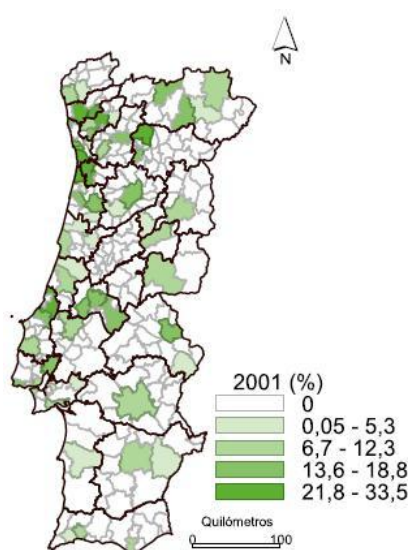 N
2001 (%)
0
0,05 - 5,3
6,7 - 12,3
13,6 - 18,8
21,8 - 33,5
Quilómetros
0 100